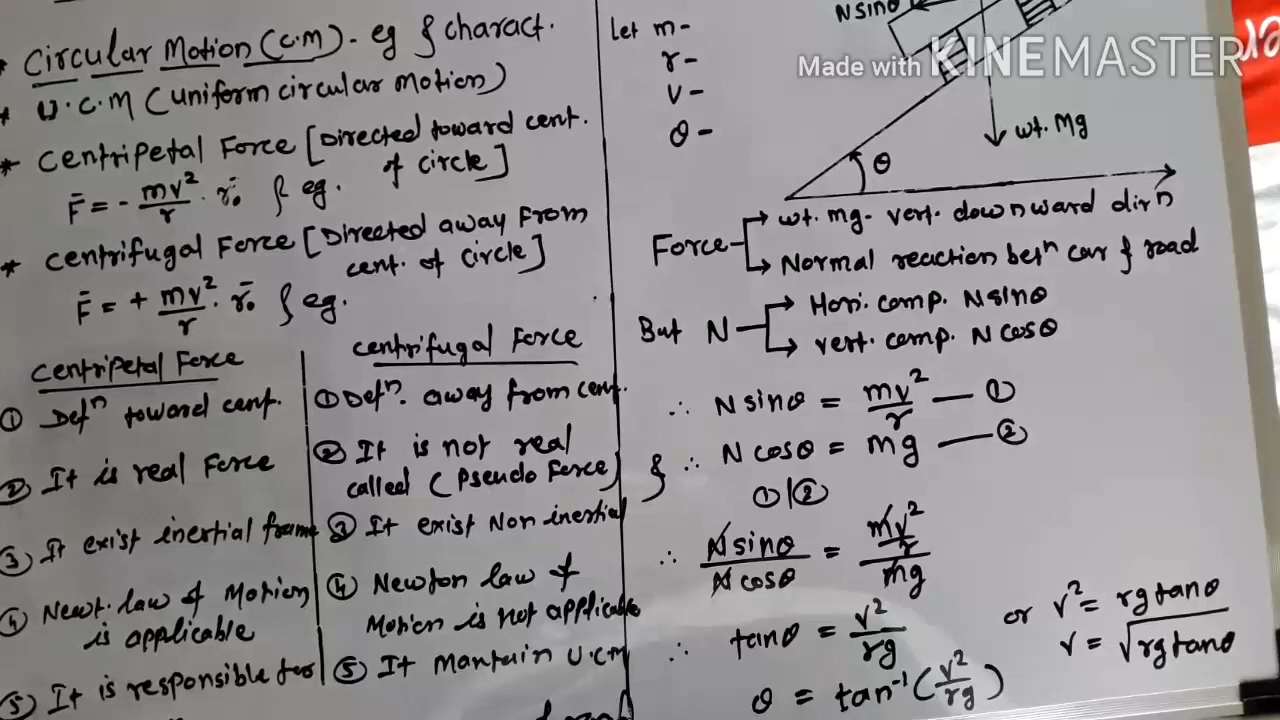 * Circular Motion (C.M) - eg & charact.
* U.C.M (uniform circular Motion)
* Centripetal Force [Directed toward cent. of circle]
F̄ = - mv²/r · r̄₀ & eg.
* Centrifugal Force [Directed away From cent. of circle]
F̄ = + mv²/r · r̄₀ & eg.
Centripetal Force
① Defⁿ toward cent.
② It is real Force
③ It exist inertial frame
④ Newt. law of Motion
is applicable
⑤ It is responsible for
centrifugal Force
① Defⁿ. away from cent.
② It is not real
called (Pseudo Force)
③ It exist Non inertial
④ Newton law of
Motion is not applicable
⑤ It Mantain U.CM
Let m-
r-
v-
θ-
N sinθ
Made with KINEMASTER
wt. Mg
θ
Force
wt. mg- vert. downward dirⁿ
Normal reaction betⁿ car & road
But N
Hori. comp. N sinθ
vert. comp. N cosθ
∴ N sinθ = mv²/r — ①
& ∴ N cosθ = mg — ②
①/②
∴ N sinθ / N cosθ = (mv²/r) / mg
∴ tanθ = v²/rg
θ = tan⁻¹ (v²/rg)
or v² = rg tanθ
v = √rg tanθ